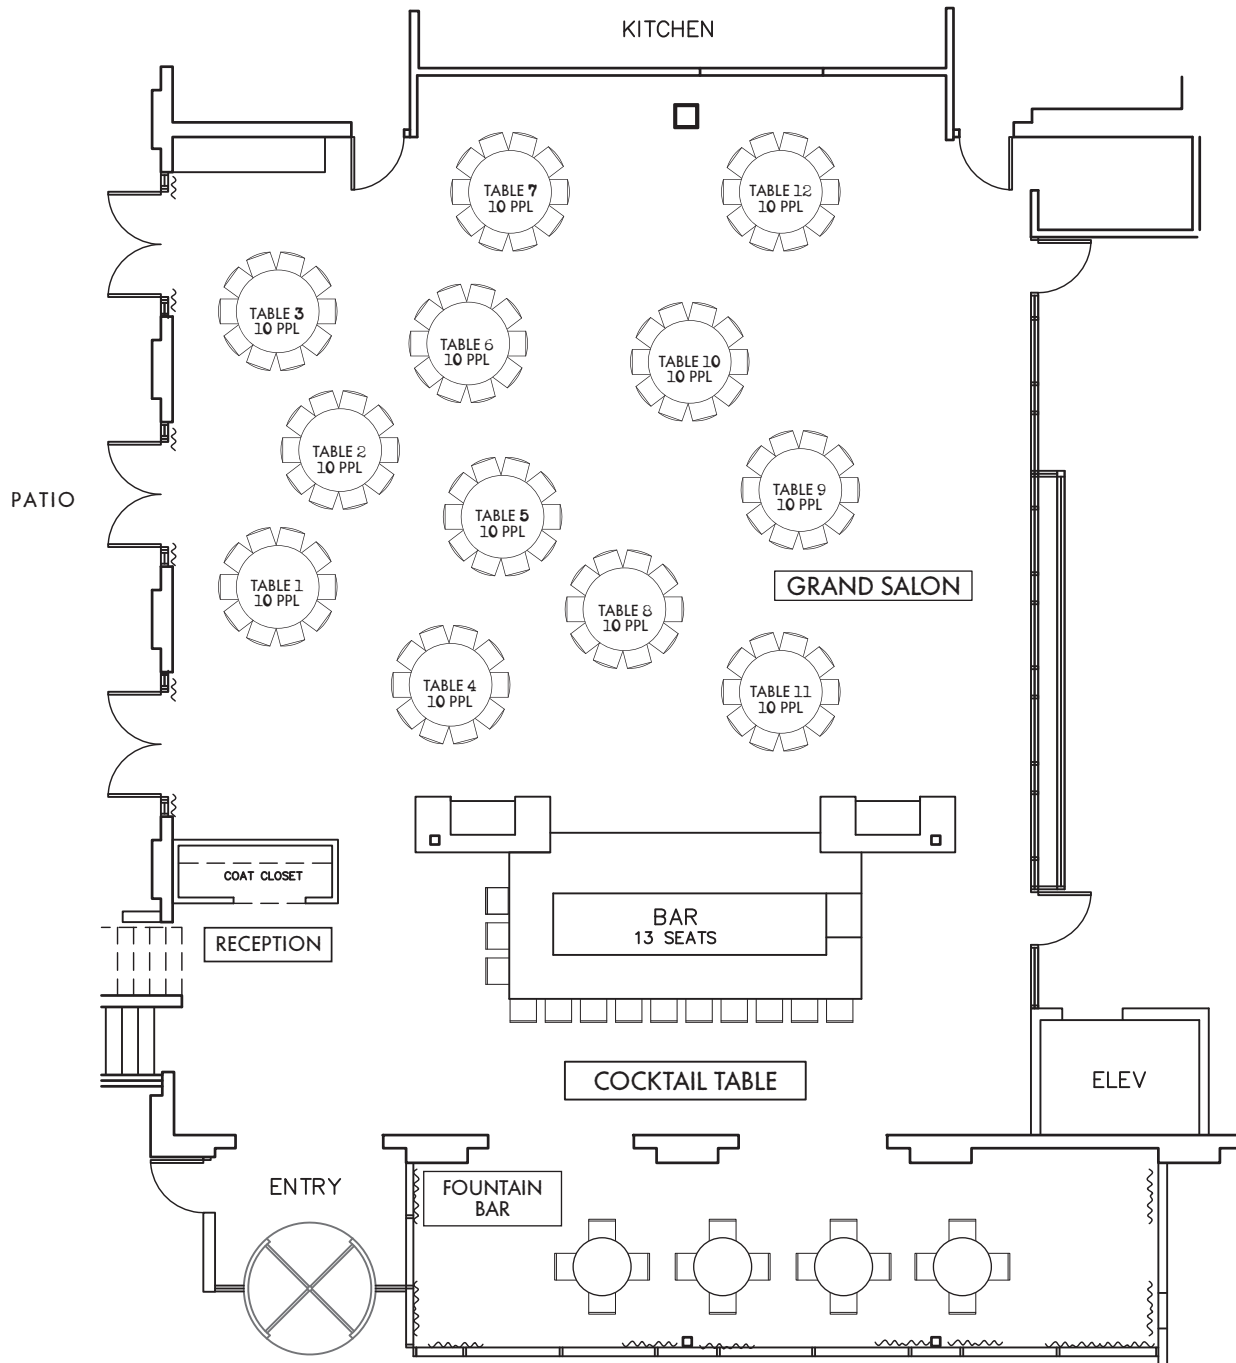 KITCHEN
TABLE 7
10 PPL
TABLE 12
10 PPL
TABLE 3
10 PPL
TABLE 6
10 PPL
TABLE 10
10 PPL
TABLE 2
10 PPL
PATIO
TABLE 9
10 PPL
TABLE 5
10 PPL
TABLE 1
10 PPL
GRAND SALON
TABLE 8
10 PPL
TABLE 4
10 PPL
TABLE 11
10 PPL
COAT CLOSET
RECEPTION
BAR
13 SEATS
COCKTAIL TABLE
ELEV
ENTRY
FOUNTAIN
BAR